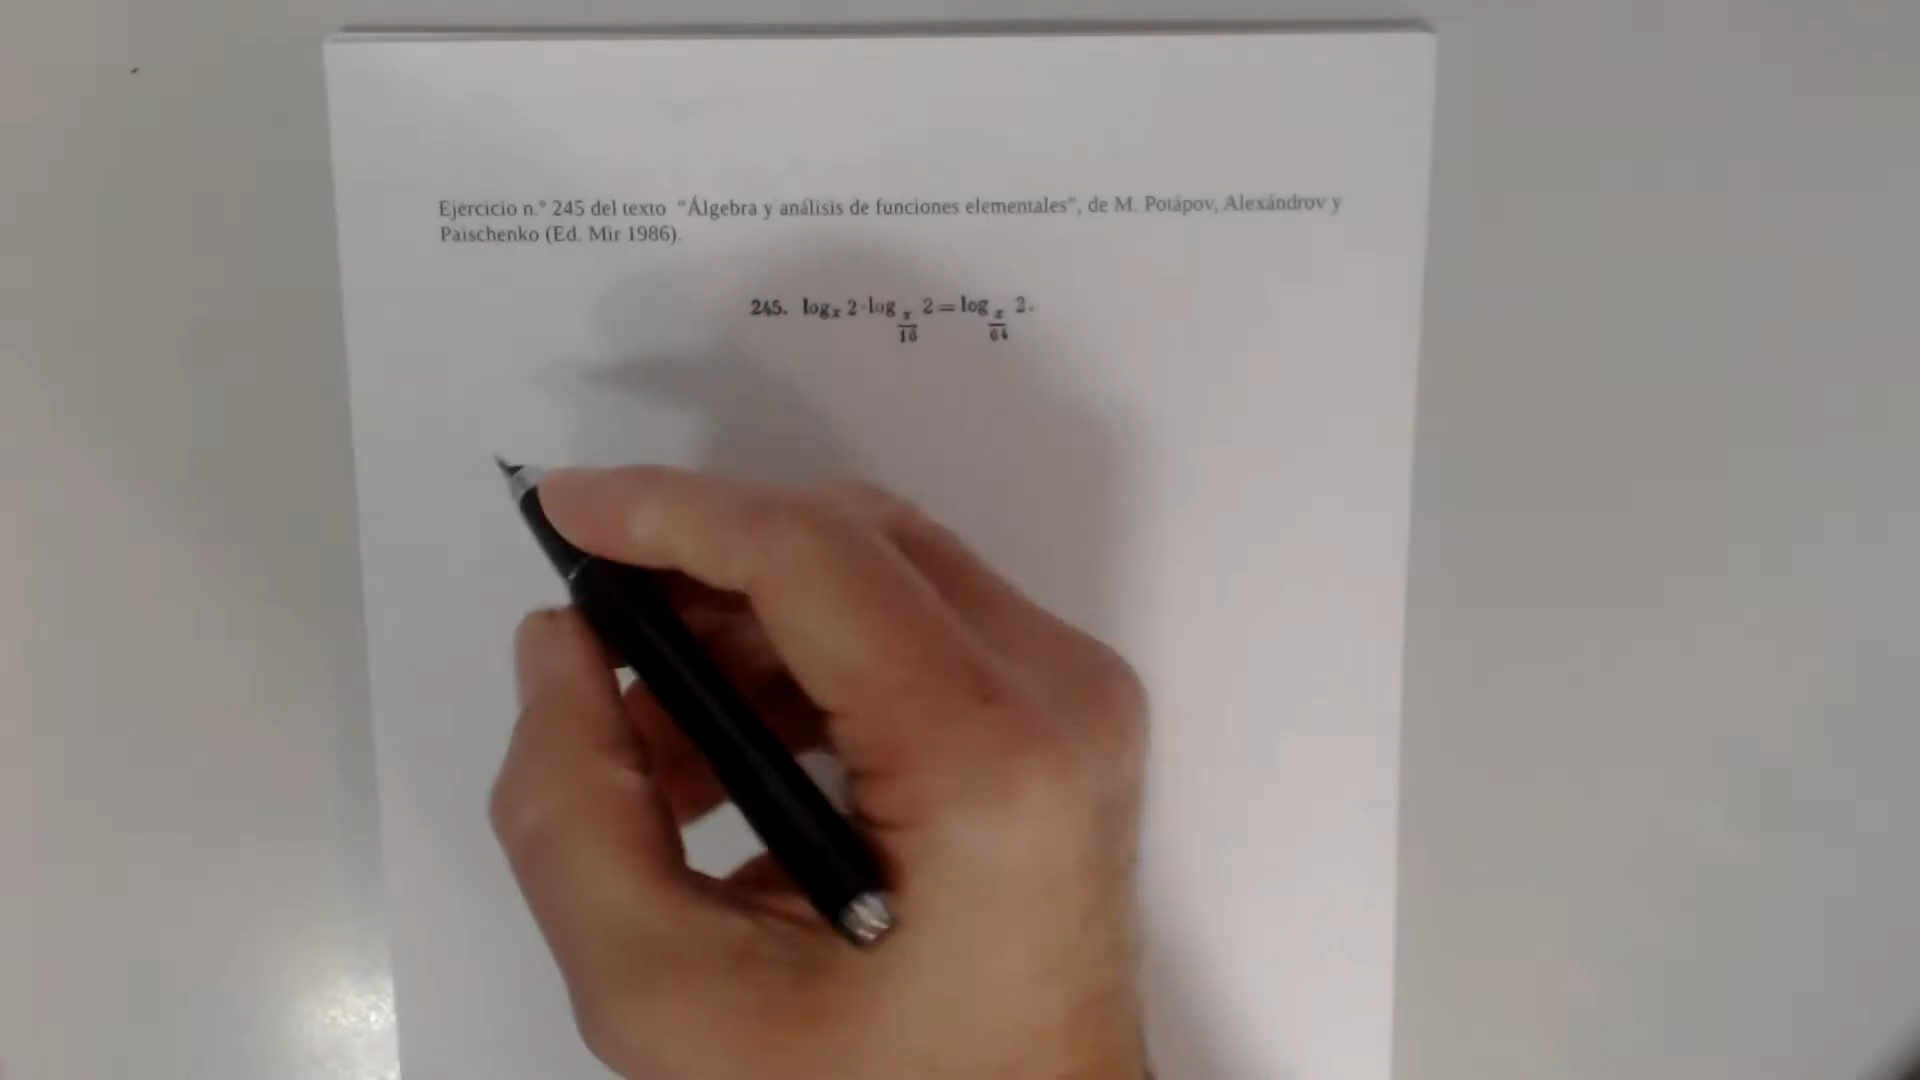 Ejercicio n.º 245 del texto “Álgebra y análisis de funciones elementales”, de M. Potápov, Alexándrov y
Paischenko (Ed. Mir 1986).
245. logₓ 2·log_{x/16} 2 = log_{x/64} 2.